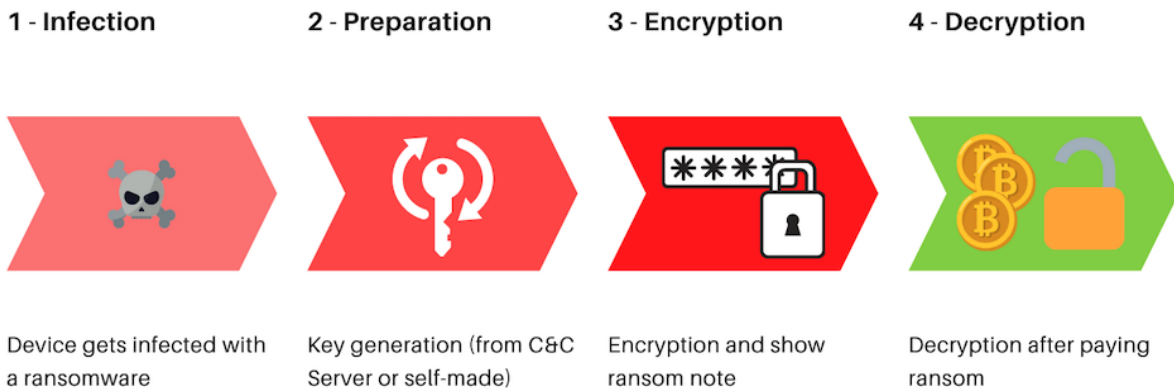 1 - Infection
2 - Preparation
3 - Encryption
4 - Decryption
****
Device gets infected with
a ransomware
Key generation (from C&C
Server or self-made)
Encryption and show
ransom note
Decryption after paying
ransom